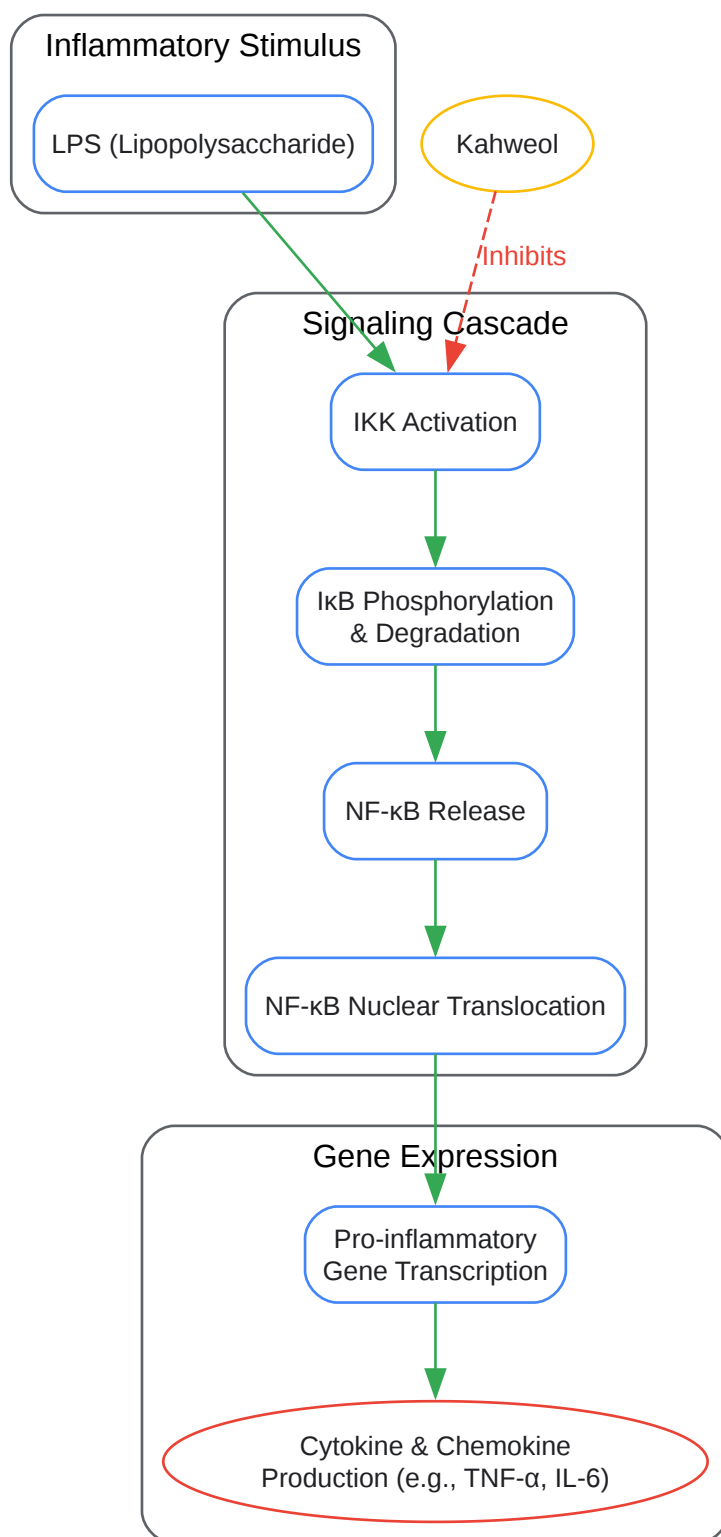 Inflammatory Stimulus
LPS (Lipopolysaccharide)
Kahweol
Inhibits
Signaling Cascade
IKK Activation
IκB Phosphorylation
& Degradation
NF-κB Release
NF-κB Nuclear Translocation
Gene Expression
Pro-inflammatory
Gene Transcription
Cytokine & Chemokine
Production (e.g., TNF-α, IL-6)